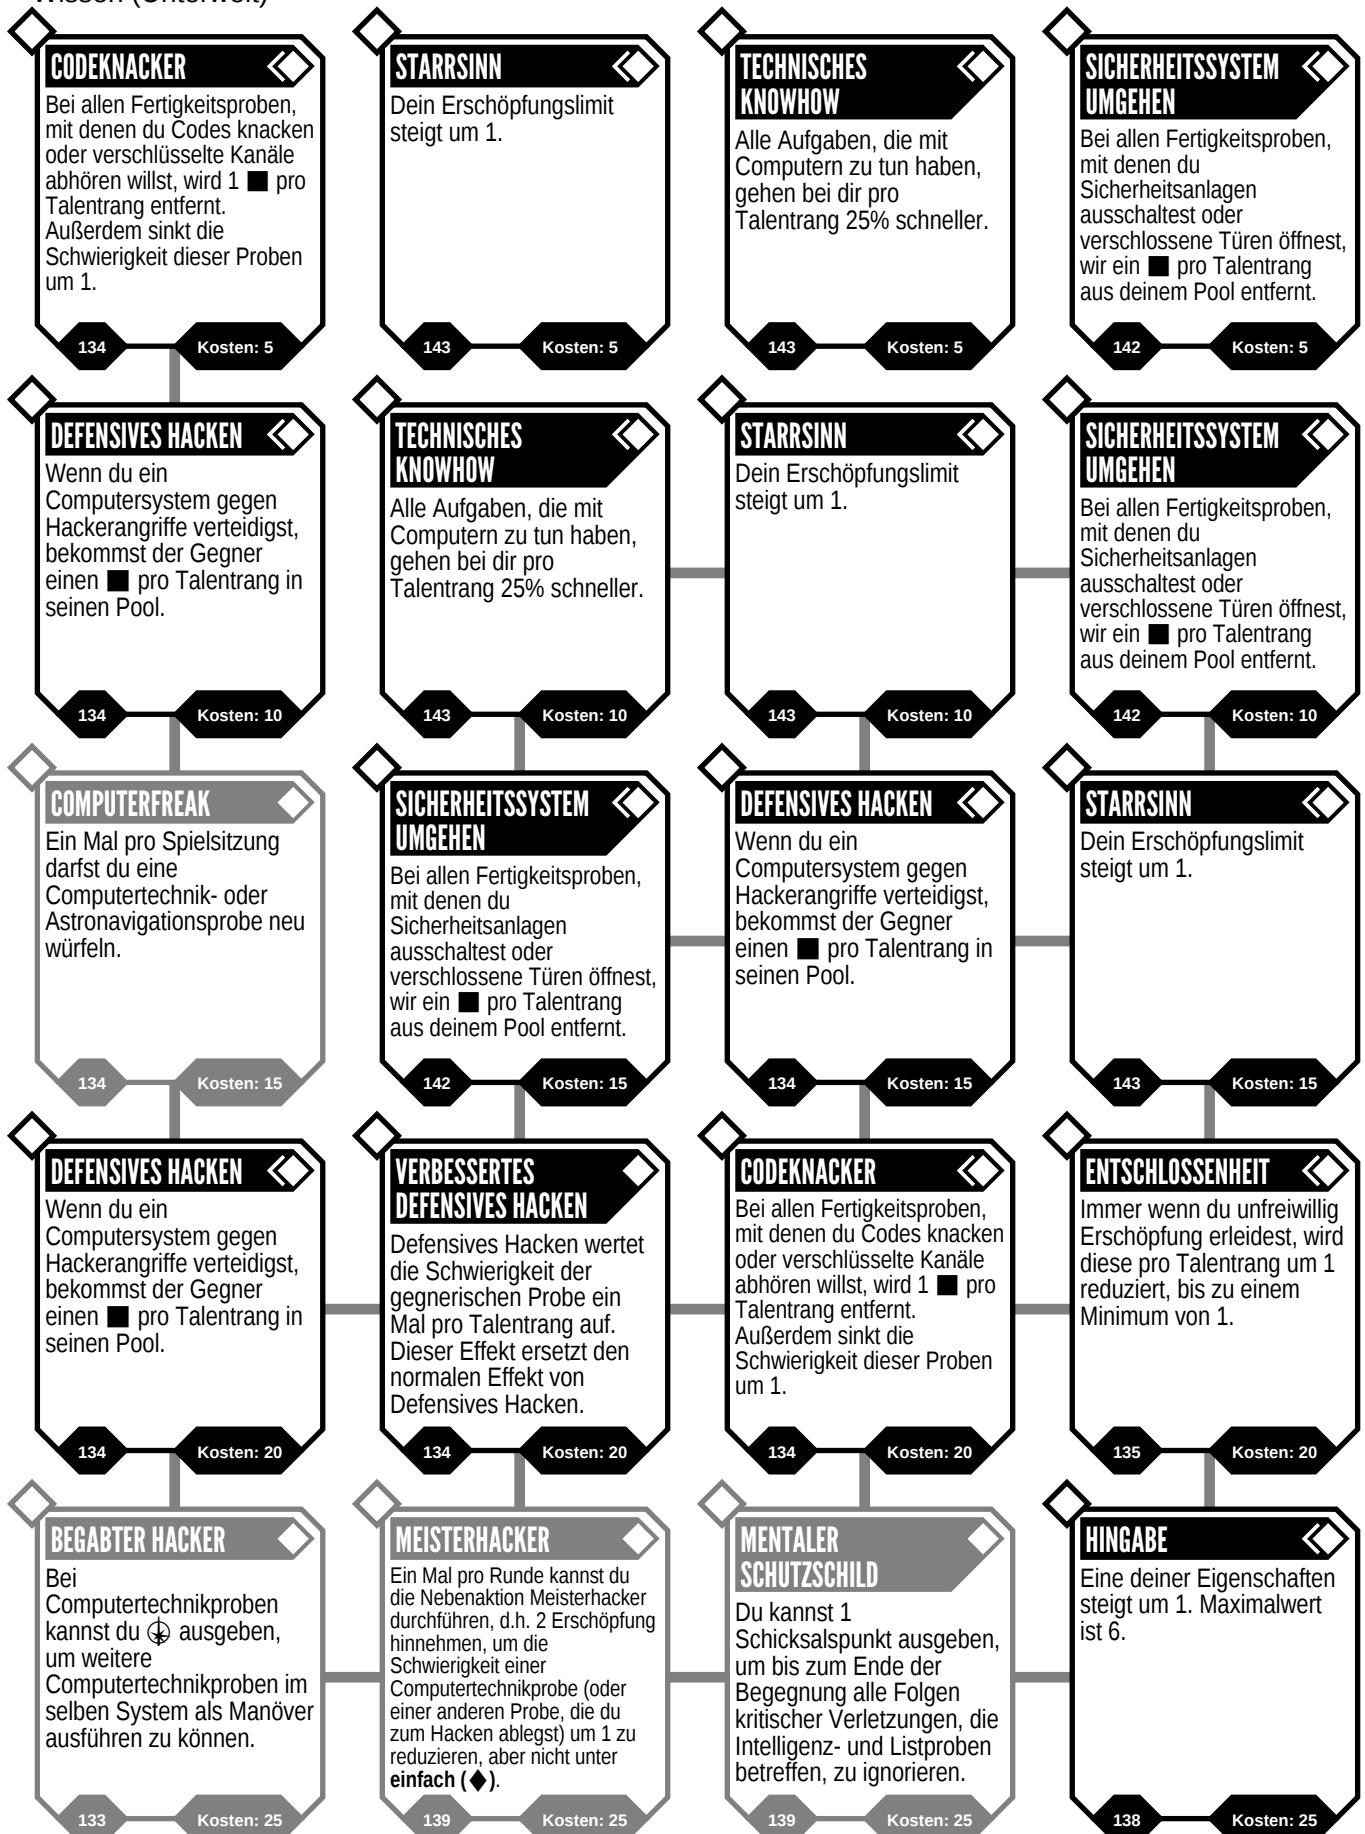 Wissen (Unterwelt)
CODEKNACKER
Bei allen Fertigkeitsproben,
mit denen du Codes knacken
oder verschlüsselte Kanäle
abhören willst, wird 1 ■ pro
Talentrang entfernt.
Außerdem sinkt die
Schwierigkeit dieser Proben
um 1.
134
Kosten: 5
STARRSINN
Dein Erschöpfungslimit
steigt um 1.
143
Kosten: 5
TECHNISCHES
KNOWHOW
Alle Aufgaben, die mit
Computern zu tun haben,
gehen bei dir pro
Talentrang 25% schneller.
143
Kosten: 5
SICHERHEITSSYSTEM
UMGEHEN
Bei allen Fertigkeitsproben,
mit denen du
Sicherheitsanlagen
ausschaltest oder
verschlossene Türen öffnest,
wir ein ■ pro Talentrang
aus deinem Pool entfernt.
142
Kosten: 5
DEFENSIVES HACKEN
Wenn du ein
Computersystem gegen
Hackerangriffe verteidigst,
bekommst der Gegner
einen ■ pro Talentrang in
seinen Pool.
134
Kosten: 10
TECHNISCHES
KNOWHOW
Alle Aufgaben, die mit
Computern zu tun haben,
gehen bei dir pro
Talentrang 25% schneller.
143
Kosten: 10
STARRSINN
Dein Erschöpfungslimit
steigt um 1.
143
Kosten: 10
SICHERHEITSSYSTEM
UMGEHEN
Bei allen Fertigkeitsproben,
mit denen du
Sicherheitsanlagen
ausschaltest oder
verschlossene Türen öffnest,
wir ein ■ pro Talentrang
aus deinem Pool entfernt.
142
Kosten: 10
COMPUTERFREAK
Ein Mal pro Spielsitzung
darfst du eine
Computertechnik- oder
Astronavigationsprobe neu
würfeln.
134
Kosten: 15
SICHERHEITSSYSTEM
UMGEHEN
Bei allen Fertigkeitsproben,
mit denen du
Sicherheitsanlagen
ausschaltest oder
verschlossene Türen öffnest,
wir ein ■ pro Talentrang
aus deinem Pool entfernt.
142
Kosten: 15
DEFENSIVES HACKEN
Wenn du ein
Computersystem gegen
Hackerangriffe verteidigst,
bekommst der Gegner
einen ■ pro Talentrang in
seinen Pool.
134
Kosten: 15
STARRSINN
Dein Erschöpfungslimit
steigt um 1.
143
Kosten: 15
DEFENSIVES HACKEN
Wenn du ein
Computersystem gegen
Hackerangriffe verteidigst,
bekommst der Gegner
einen ■ pro Talentrang in
seinen Pool.
134
Kosten: 20
VERBESSERTES
DEFENSIVES HACKEN
Defensives Hacken wertet
die Schwierigkeit der
gegnerischen Probe ein
Mal pro Talentrang auf.
Dieser Effekt ersetzt den
normalen Effekt von
Defensives Hacken.
134
Kosten: 20
CODEKNACKER
Bei allen Fertigkeitsproben,
mit denen du Codes knacken
oder verschlüsselte Kanäle
abhören willst, wird 1 ■ pro
Talentrang entfernt.
Außerdem sinkt die
Schwierigkeit dieser Proben
um 1.
134
Kosten: 20
ENTSCHLOSSENHEIT
Immer wenn du unfreiwillig
Erschöpfung erleidest, wird
diese pro Talentrang um 1
reduziert, bis zu einem
Minimum von 1.
135
Kosten: 20
BEGABTER HACKER
Bei
Computertechnikproben
kannst du ausgeben,
um weitere
Computertechnikproben im
selben System als Manöver
ausführen zu können.
133
Kosten: 25
MEISTERHACKER
Ein Mal pro Runde kannst du
die Nebenaktion Meisterhacker
durchführen, d.h. 2 Erschöpfung
hinnehmen, um die
Schwierigkeit einer
Computertechnikprobe (oder
einer anderen Probe, die du
zum Hacken ablegst) um 1 zu
reduzieren, aber nicht unter
einfach (♦).
139
Kosten: 25
MENTALER
SCHUTZSCHILD
Du kannst 1
Schicksalspunkt ausgeben,
um bis zum Ende der
Begegnung alle Folgen
kritischer Verletzungen, die
Intelligenz- und Listproben
betreffen, zu ignorieren.
139
Kosten: 25
HINGABE
Eine deiner Eigenschaften
steigt um 1. Maximalwert
ist 6.
138
Kosten: 25